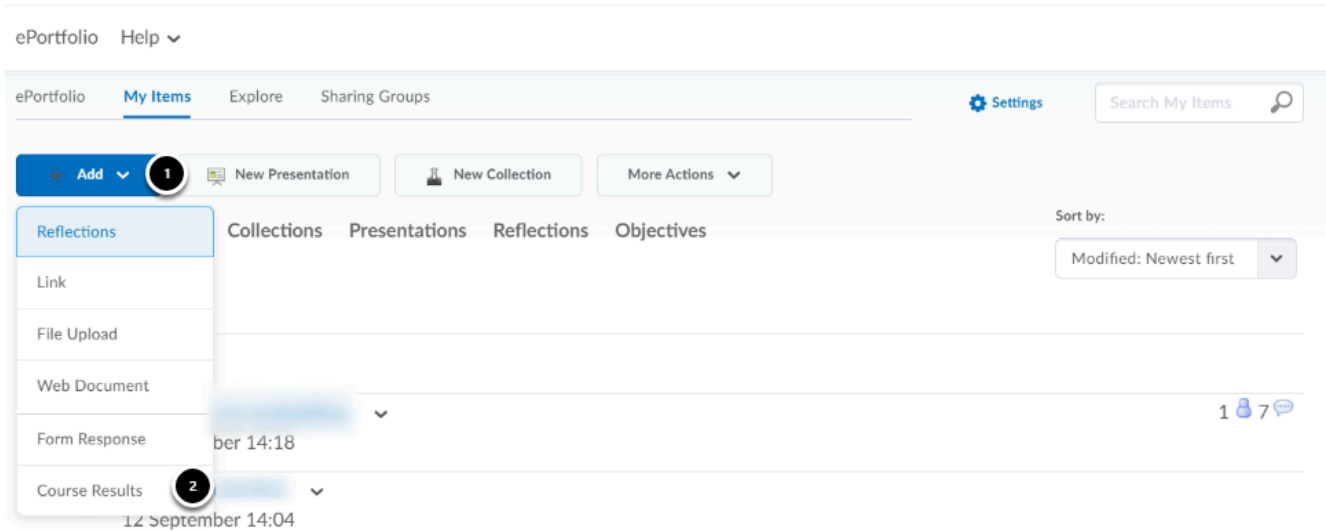 ePortfolio Help
ePortfolio My Items Explore Sharing Groups Settings Search My Items
Add 1 New Presentation New Collection More Actions
Reflections
Collections Presentations Reflections Objectives
Sort by:
Modified: Newest first
Link
File Upload
Web Document
1 7
Form Response
ber 14:18
Course Results 2
12 September 14:04